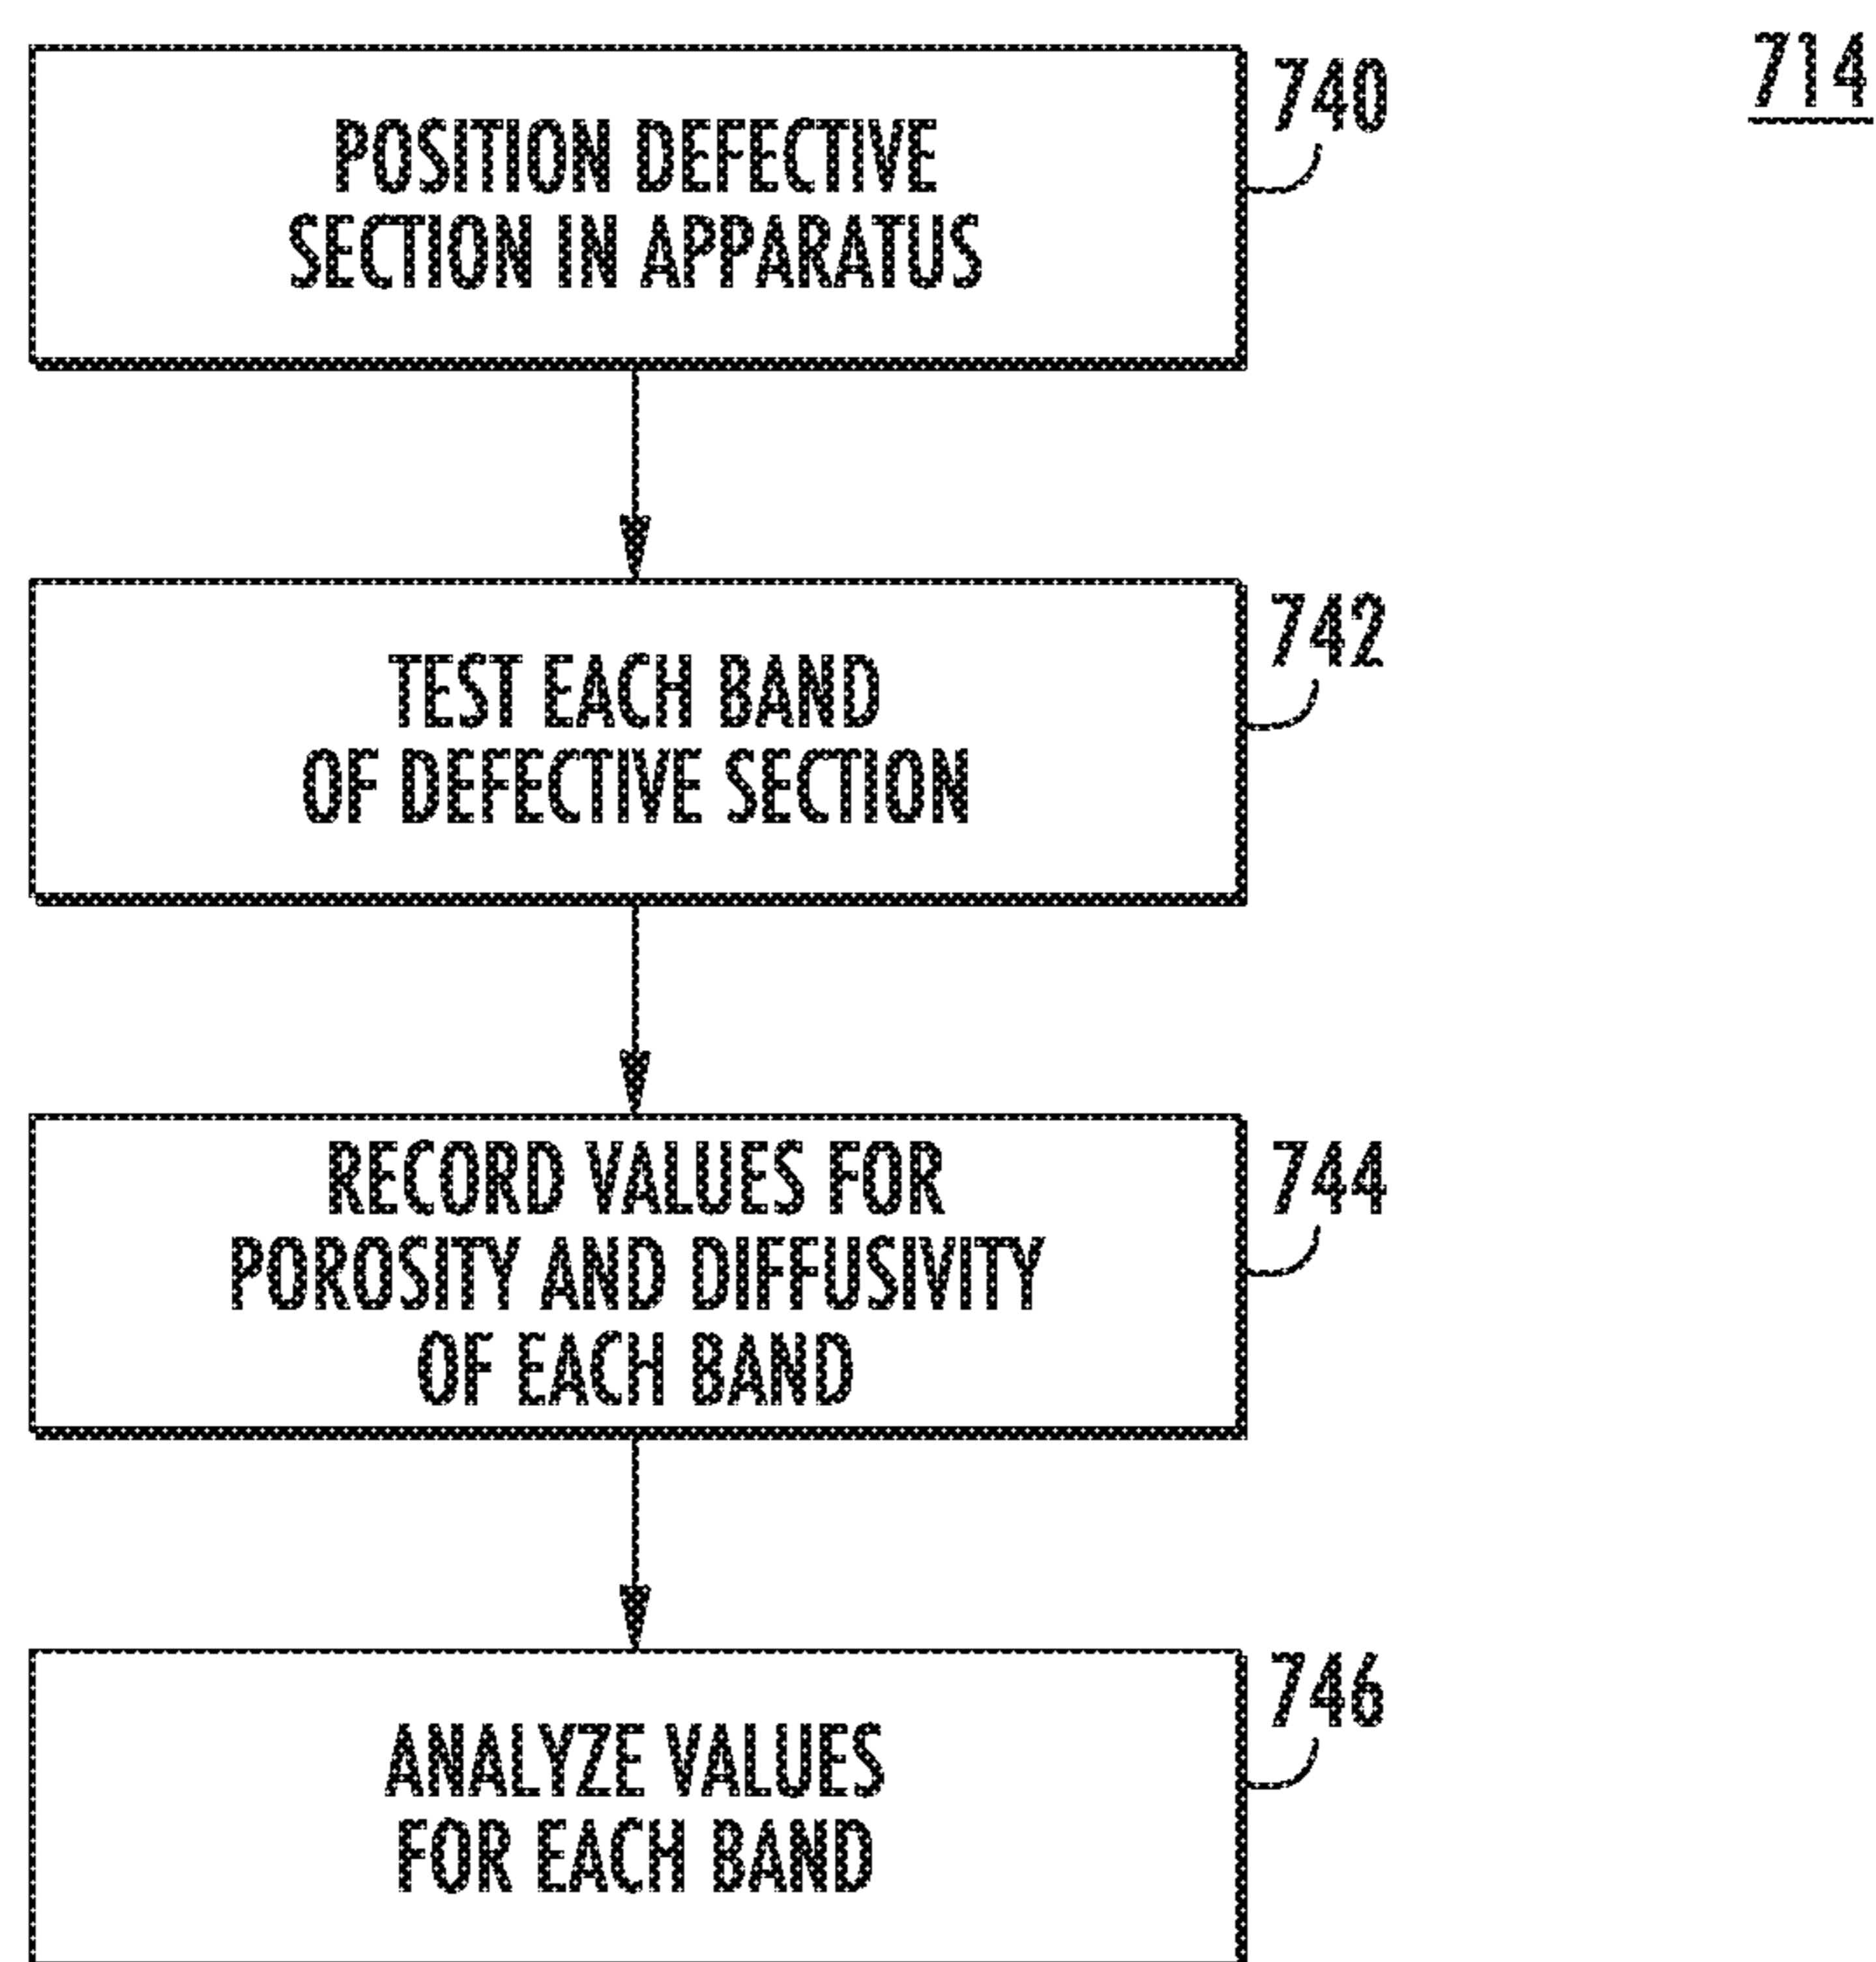 714
740
POSITION DEFECTIVE
SECTION IN APPARATUS
742
TEST EACH BAND
OF DEFECTIVE SECTION
744
RECORD VALUES FOR
POROSITY AND DIFFUSIVITY
OF EACH BAND
746
ANALYZE VALUES
FOR EACH BAND